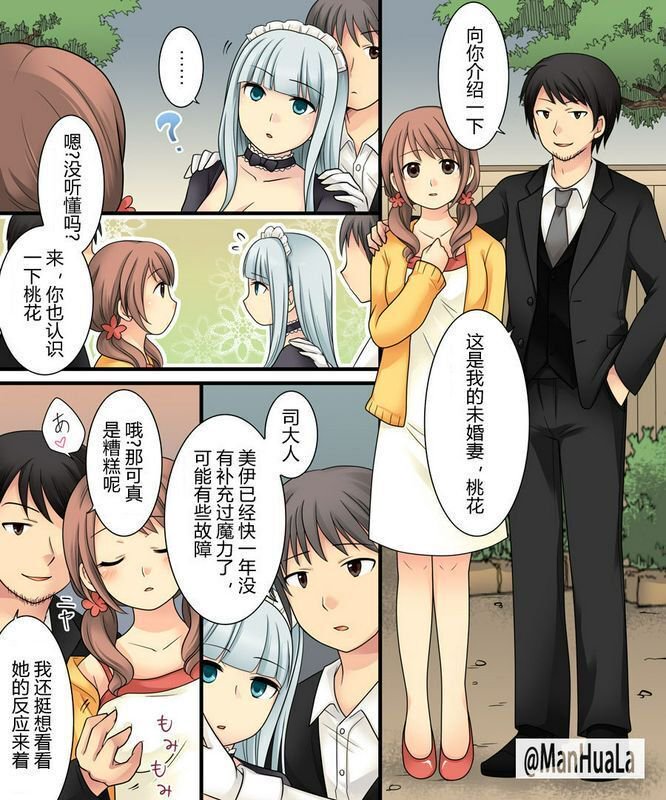 向你介绍一下
这是我的未婚妻，桃花
……
？
嗯?没听懂吗?
来，你也认识
一下桃花
司大人
美伊已经快一年没
有补充过魔力了，
可能有些故障
哦?那可真
是糟糕呢
あ♡
ニヤ
もみ
もみ
我还挺想看看
她的反应来着
@ManHuaLa